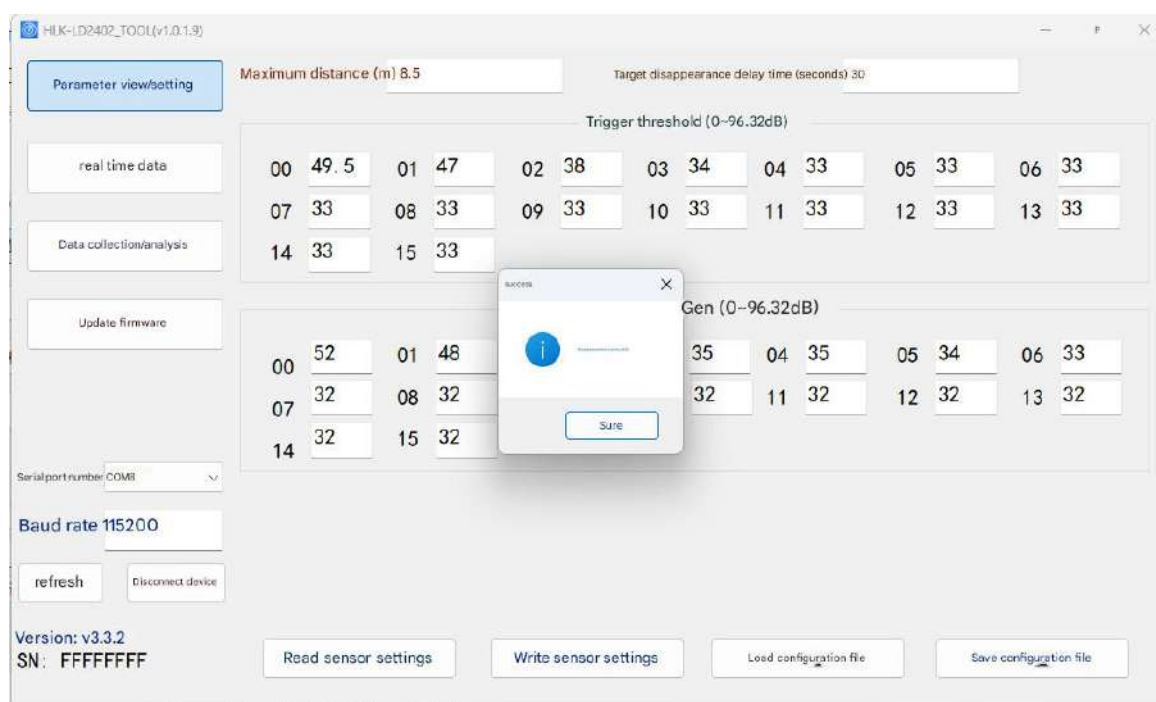 HLK-LD2402_TOOL(v1.0.1.9)
Parameter view/setting
Maximum distance (m) 8.5
Target disappearance delay time (seconds) 30
Trigger threshold (0~96.32dB)
real time data
00 49.5 01 47 02 38 03 34 04 33 05 33 06 33
07 33 08 33 09 33 10 33 11 33 12 33 13 33
Data collection/analysis
14 33 15 33
success
Gen (0~96.32dB)
Update firmware
00 52 01 48 35 04 35 05 34 06 33
07 32 08 32 32 11 32 12 32 13 32
Sure
14 32 15 32
Serial port number COM8
Baud rate 115200
refresh
Disconnect device
Version: v3.3.2
SN: FFFFFFFF
Read sensor settings
Write sensor settings
Load configuration file
Save configuration file